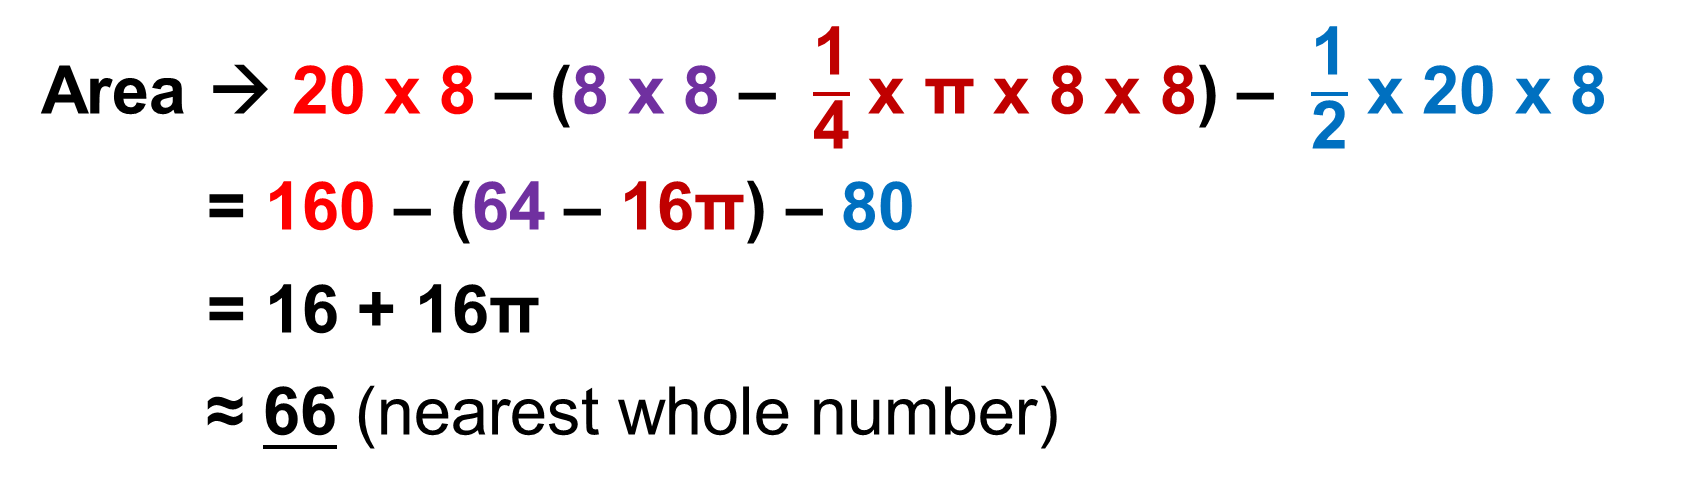 Area → 20 x 8 – (8 x 8 – 1/4 x π x 8 x 8) – 1/2 x 20 x 8
= 160 – (64 – 16π) – 80
= 16 + 16π
≈ 66 (nearest whole number)